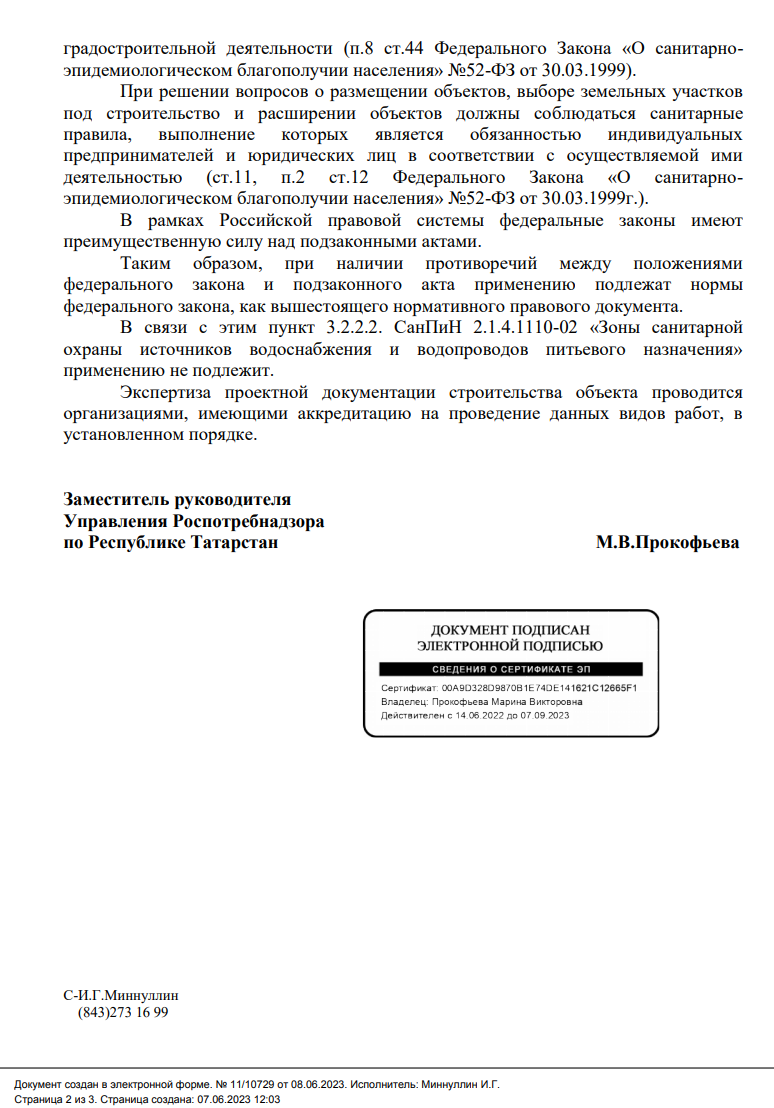 градостроительной деятельности (п.8 ст.44 Федерального Закона «О санитарно-
эпидемиологическом благополучии населения» №52-ФЗ от 30.03.1999).
При решении вопросов о размещении объектов, выборе земельных участков
под строительство и расширении объектов должны соблюдаться санитарные
правила, выполнение которых является обязанностью индивидуальных
предпринимателей и юридических лиц в соответствии с осуществляемой ими
деятельностью (ст.11, п.2 ст.12 Федерального Закона «О санитарно-
эпидемиологическом благополучии населения» №52-ФЗ от 30.03.1999г.).
В рамках Российской правовой системы федеральные законы имеют
преимущественную силу над подзаконными актами.
Таким образом, при наличии противоречий между положениями
федерального закона и подзаконного акта применению подлежат нормы
федерального закона, как вышестоящего нормативного правового документа.
В связи с этим пункт 3.2.2.2. СанПиН 2.1.4.1110-02 «Зоны санитарной
охраны источников водоснабжения и водопроводов питьевого назначения»
применению не подлежит.
Экспертиза проектной документации строительства объекта проводится
организациями, имеющими аккредитацию на проведение данных видов работ, в
установленном порядке.
Заместитель руководителя
Управления Роспотребнадзора
по Республике Татарстан М.В.Прокофьева
ДОКУМЕНТ ПОДПИСАН
ЭЛЕКТРОННОЙ ПОДПИСЬЮ
СВЕДЕНИЯ О СЕРТИФИКАТЕ ЭП
Сертификат: 00A9D328D9870B1E74DE141621C12665F1
Владелец: Прокофьева Марина Викторовна
Действителен с 14.06.2022 до 07.09.2023
С-И.Г.Миннуллин
(843)273 16 99
Документ создан в электронной форме. № 11/10729 от 08.06.2023. Исполнитель: Миннуллин И.Г.
Страница 2 из 3. Страница создана: 07.06.2023 12:03